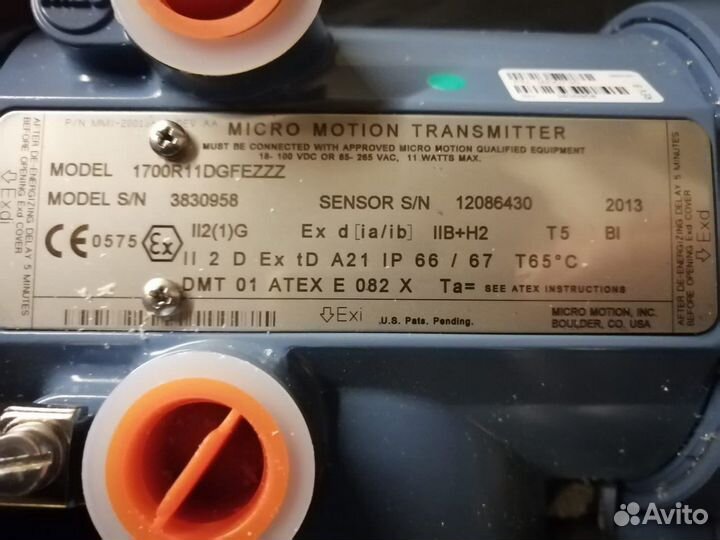 MICRO MOTION TRANSMITTER
MUST BE CONNECTED WITH APPROVED MICRO MOTION QUALIFIED EQUIPMENT
18- 100 VDC OR 85- 265 VAC, 11 WATTS MAX.
MODEL 1700R11DGFEZZZ
MODEL S/N 3830958 SENSOR S/N 12086430 2013
CE 0575 Ex II2(1)G Ex d [ia/ib] IIB+H2 T5 BI
II 2 D Ex tD A21 IP 66 / 67 T65°C
DMT 01 ATEX E 082 X Ta= SEE ATEX INSTRUCTIONS
Exi U.S. Pats. Pending.
MICRO MOTION, INC.
BOULDER, CO. USA
AFTER DE-ENERGIZING DELAY 5 MINUTES
BEFORE OPENING Exd COVER
Exi
AFTER DE-ENERGIZING DELAY 5 MINUTES
BEFORE OPENING Exd COVER
Exd
Avito